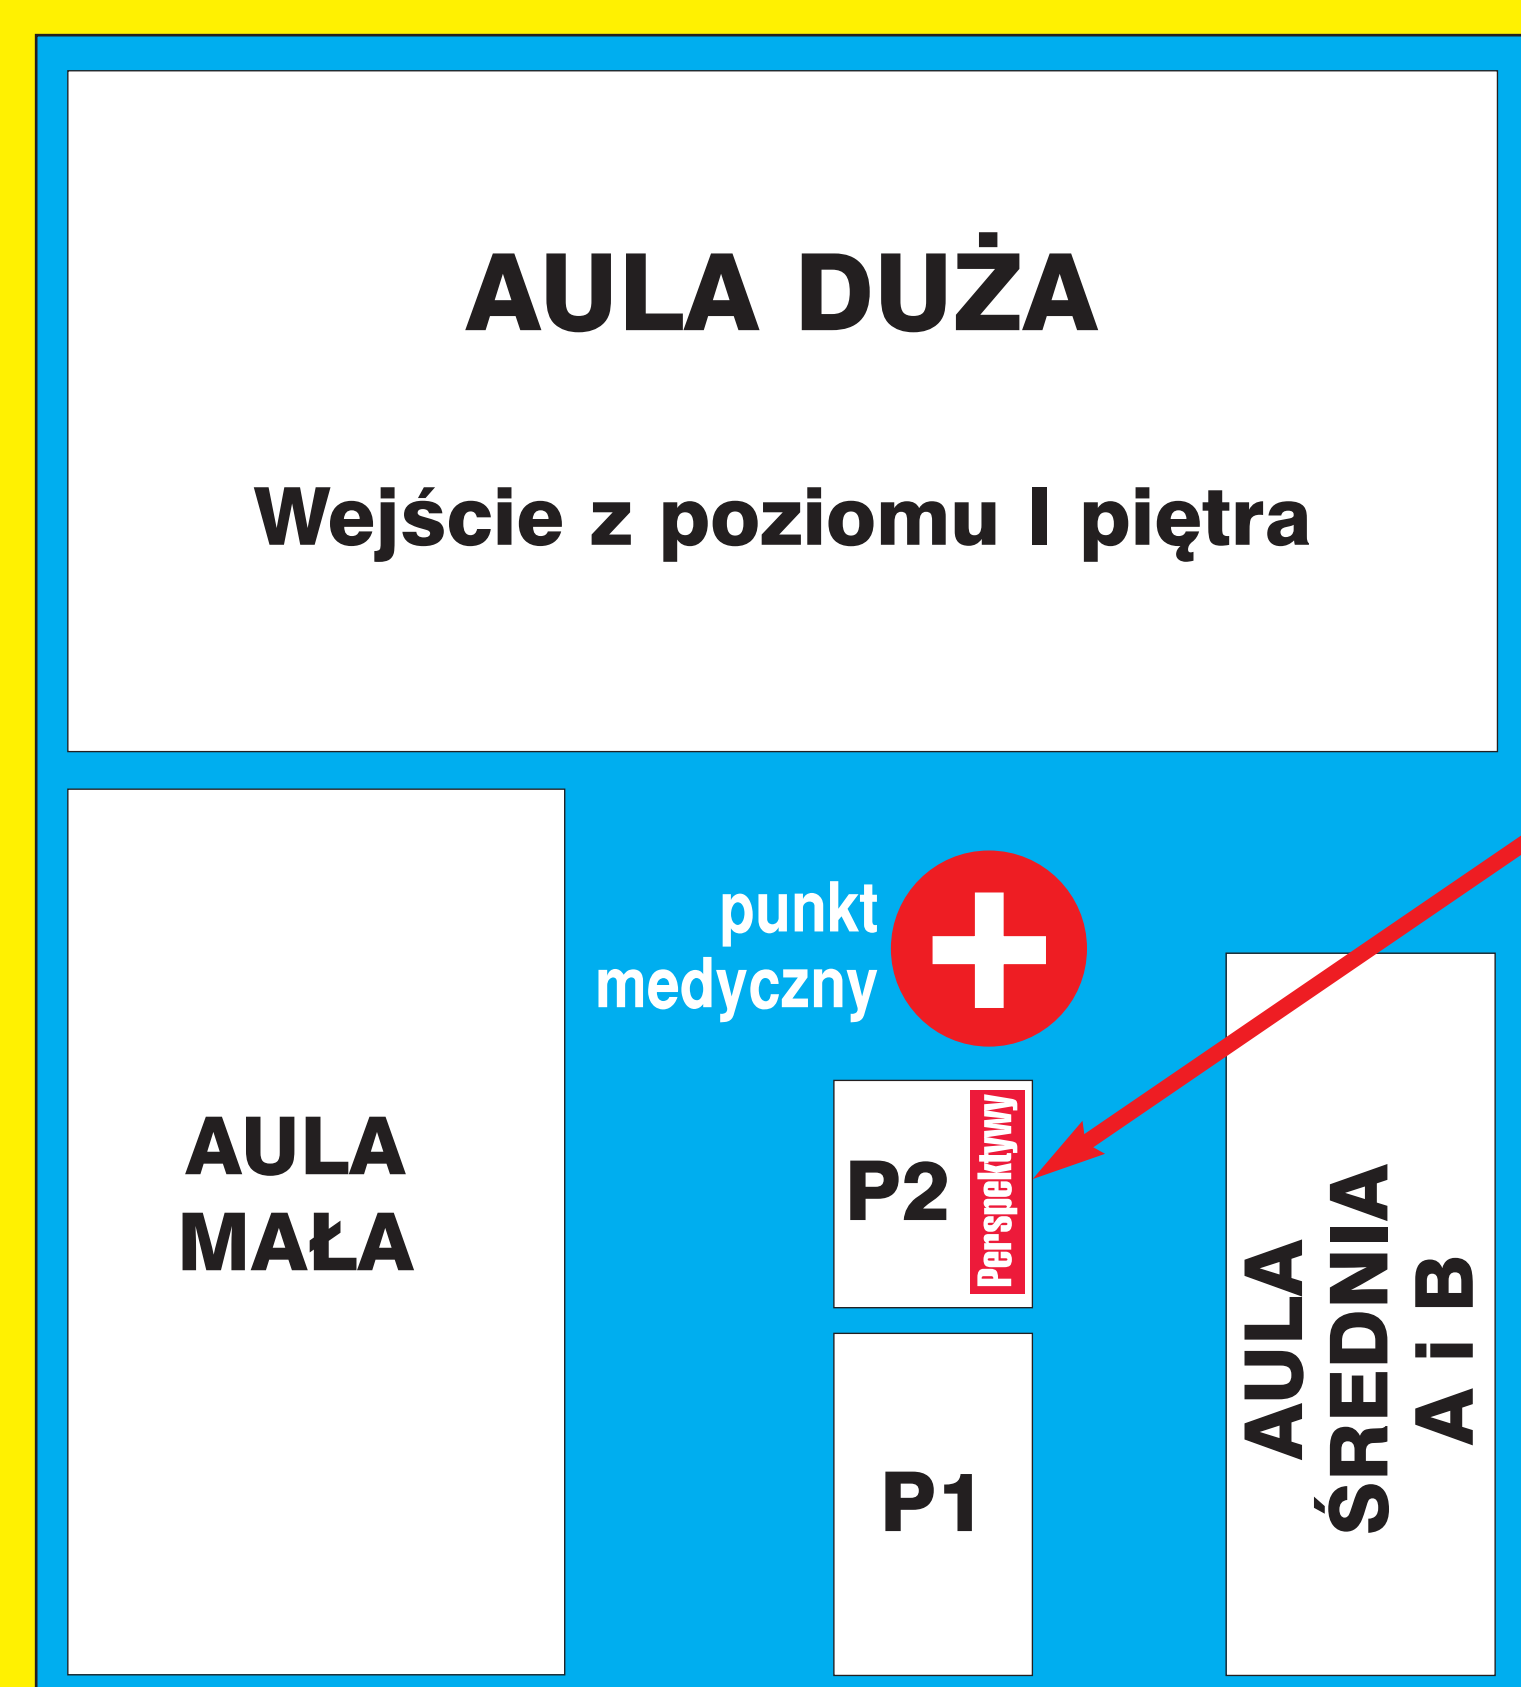 AULA DUŻA
Wejście z poziomu I piętra
punkt
medyczny
AULA
MAŁA
P2
Perspektywy
P1
AULA
ŚREDNIA
A i B